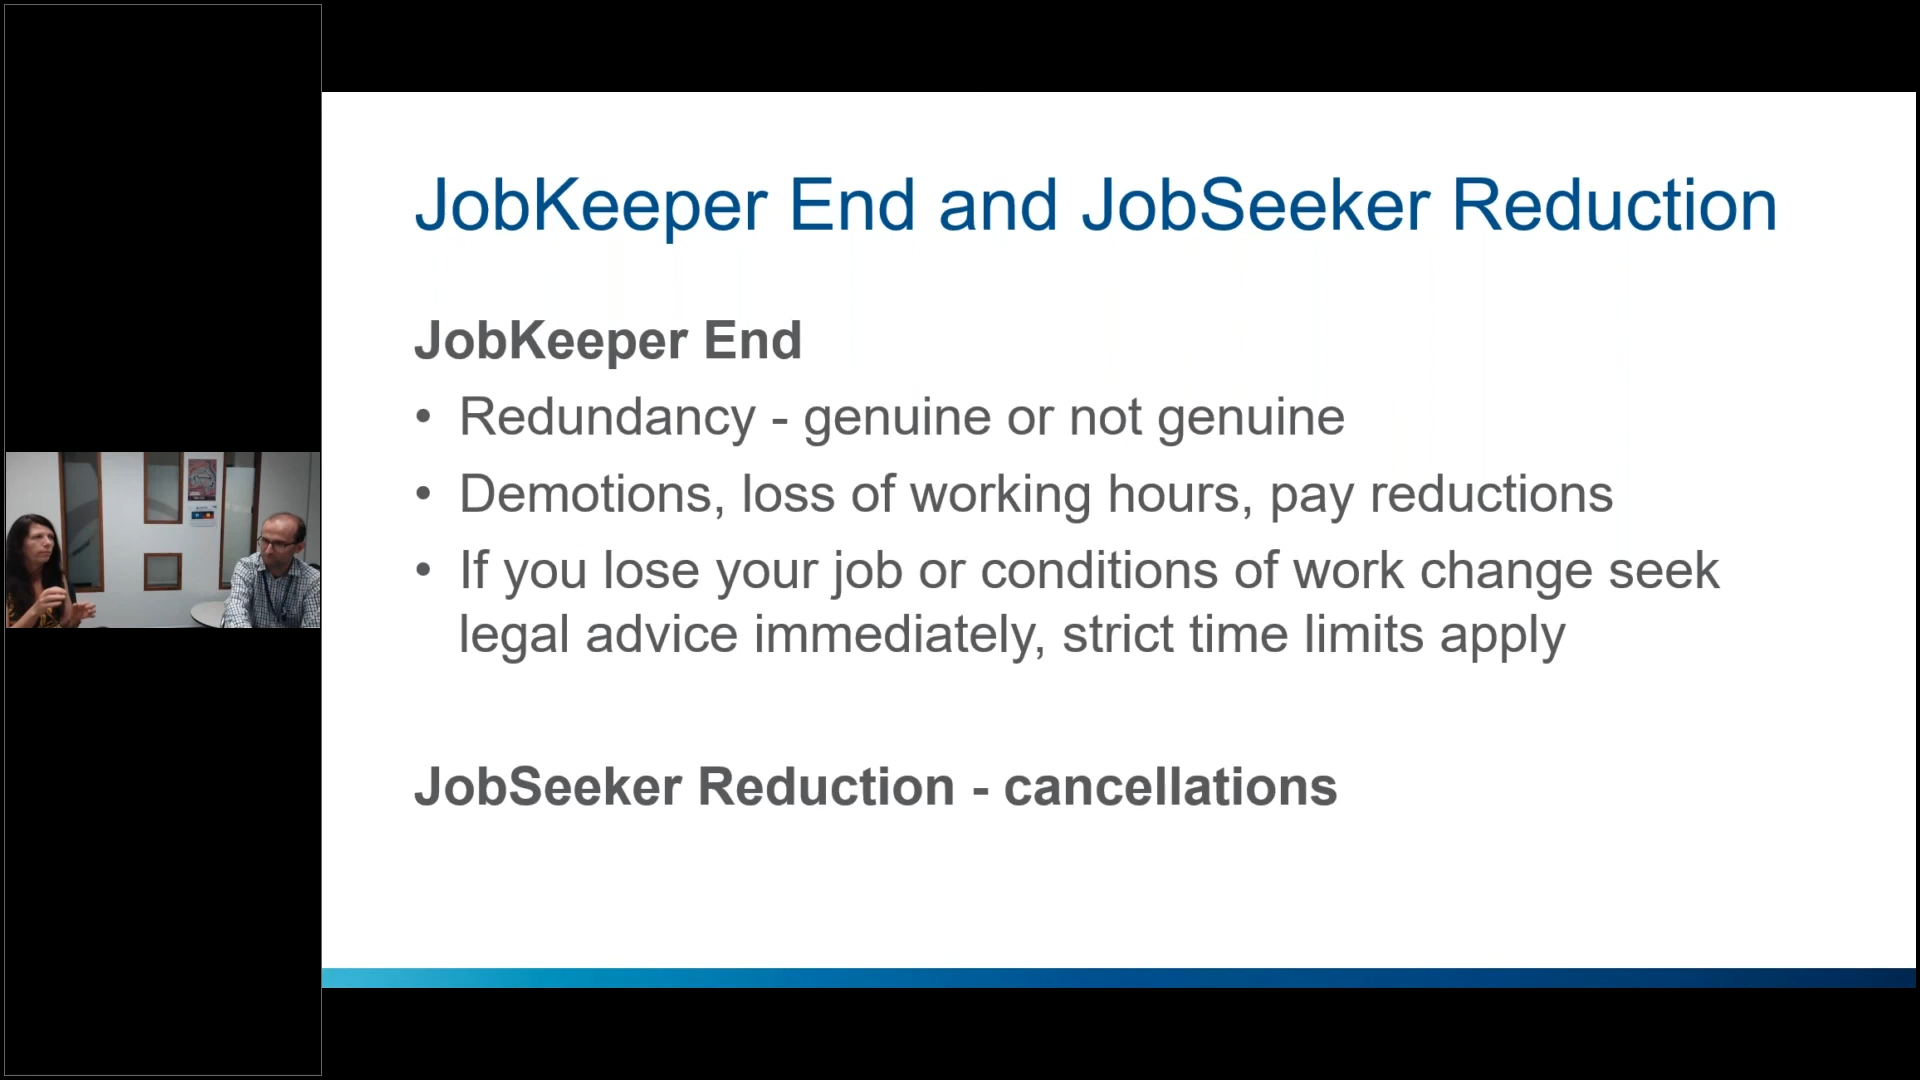 JobKeeper End and JobSeeker Reduction
JobKeeper End
• Redundancy - genuine or not genuine
• Demotions, loss of working hours, pay reductions
• If you lose your job or conditions of work change seek
legal advice immediately, strict time limits apply
JobSeeker Reduction - cancellations